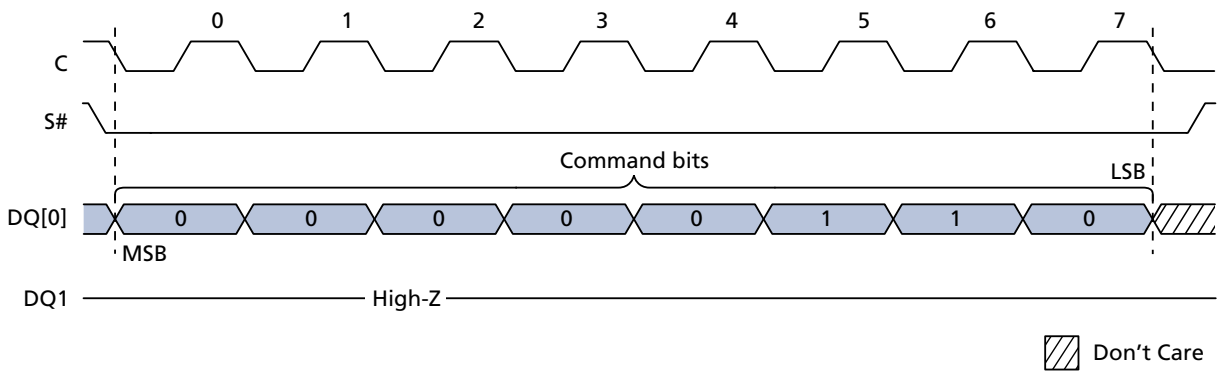 0 1 2 3 4 5 6 7
C
S#
Command bits
LSB
DQ[0] 0 0 0 0 0 1 1 0
MSB
DQ1 High-Z
Don't Care